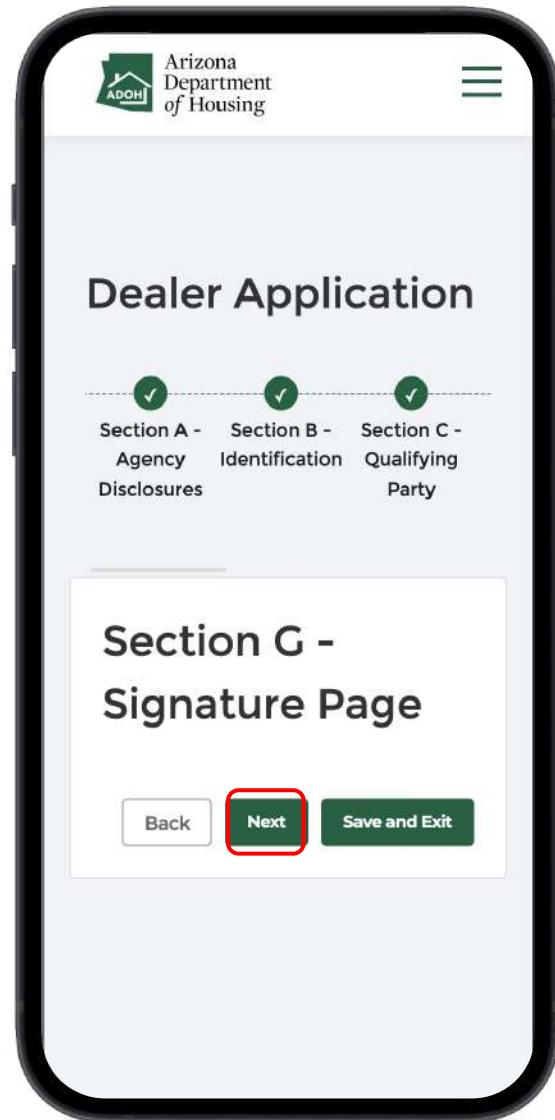 Arizona
Department
of Housing
ADOH
Dealer Application
Section A -
Agency
Disclosures
Section B -
Identification
Section C -
Qualifying
Party
Section G -
Signature Page
Back
Next
Save and Exit